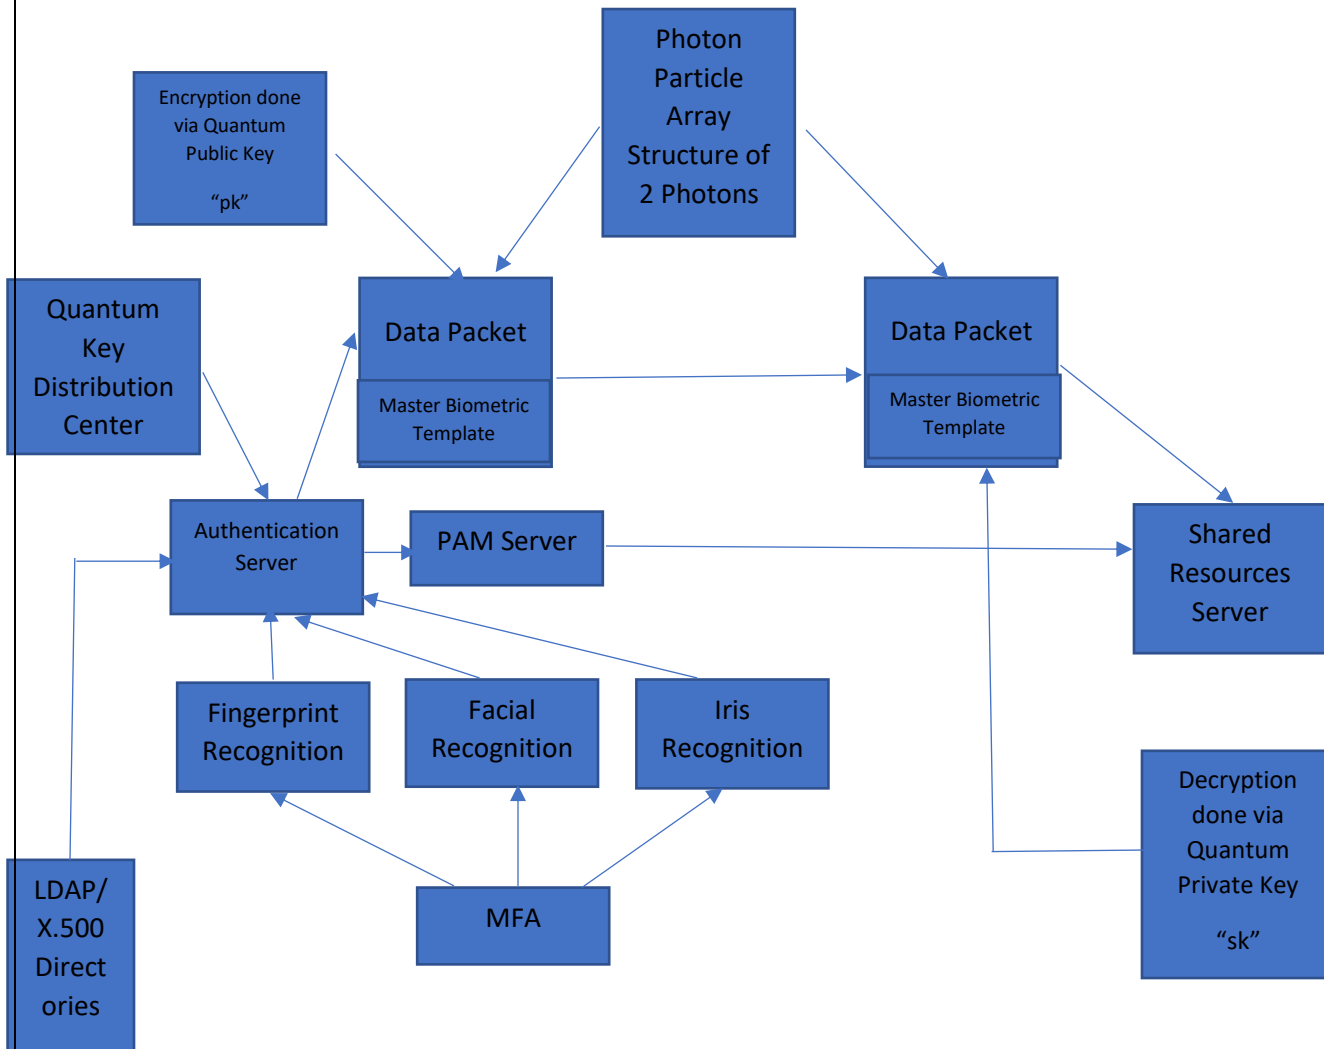 Photon
Particle
Array
Structure of
2 Photons
Encryption done
via Quantum
Public Key
“pk”
Quantum
Key
Distribution
Center
Data Packet
Master Biometric
Template
Data Packet
Master Biometric
Template
Authentication
Server
PAM Server
Shared
Resources
Server
Fingerprint
Recognition
Facial
Recognition
Iris
Recognition
Decryption
done via
Quantum
Private Key
“sk”
LDAP/
X.500
Direct
ories
MFA